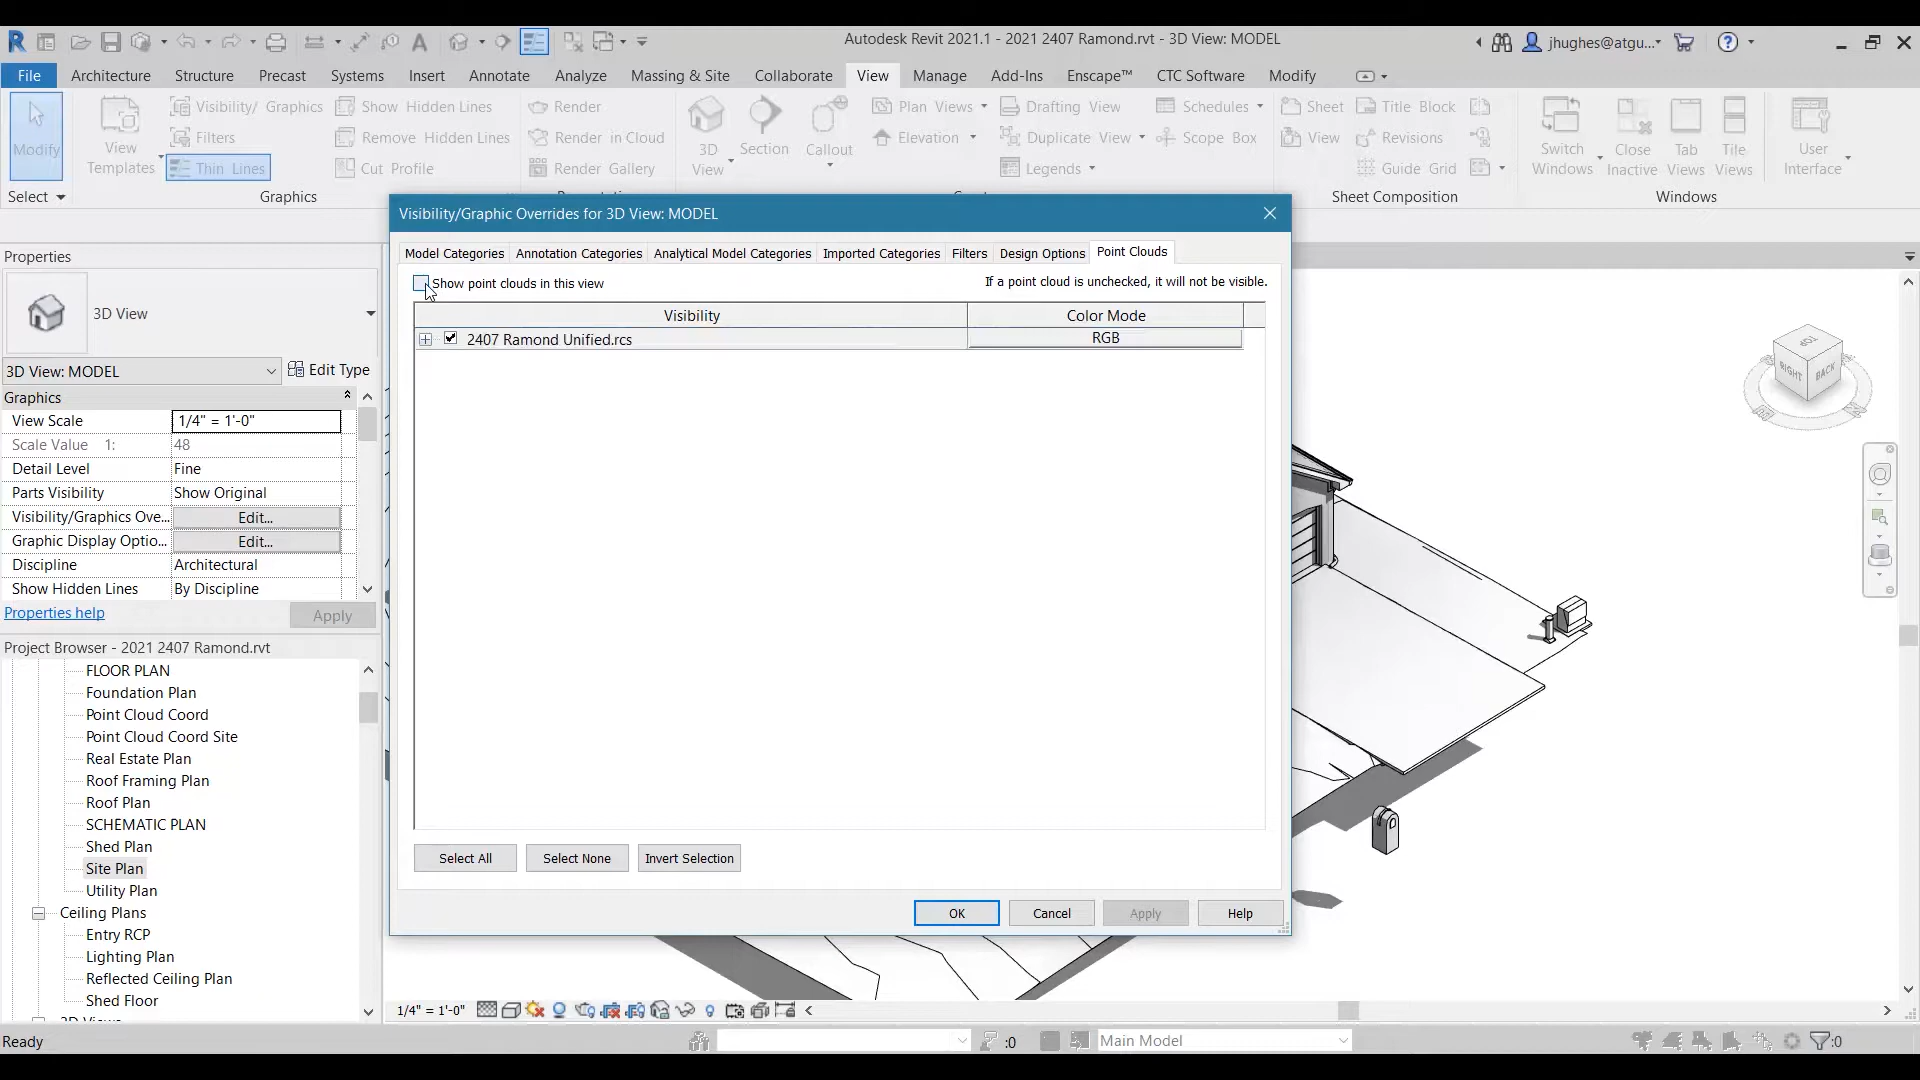 Autodesk Revit 2021.1 - 2021 2407 Ramond.rvt - 3D View: MODEL
jhughes@atgu...
File Architecture Structure Precast Systems Insert Annotate Analyze Massing & Site Collaborate View Manage Add-Ins Enscape™ CTC Software Modify
Modify
View Templates
Visibility/ Graphics
Filters
Thin Lines
Show Hidden Lines
Remove Hidden Lines
Cut Profile
Render
Render in Cloud
Render Gallery
3D View
Section
Callout
Plan Views
Elevation
Drafting View
Duplicate View
Legends
Schedules
Scope Box
Sheet
View
Title Block
Revisions
Guide Grid
Switch Windows
Close Inactive
Tab Views
Tile Views
User Interface
Select
Graphics
Sheet Composition
Windows
Properties
3D View
3D View: MODEL
Edit Type
Graphics
View Scale 1/4" = 1'-0"
Scale Value 1: 48
Detail Level Fine
Parts Visibility Show Original
Visibility/Graphics Ove... Edit...
Graphic Display Optio... Edit...
Discipline Architectural
Show Hidden Lines By Discipline
Properties help
Apply
Project Browser - 2021 2407 Ramond.rvt
FLOOR PLAN
Foundation Plan
Point Cloud Coord
Point Cloud Coord Site
Real Estate Plan
Roof Framing Plan
Roof Plan
SCHEMATIC PLAN
Shed Plan
Site Plan
Utility Plan
Ceiling Plans
Entry RCP
Lighting Plan
Reflected Ceiling Plan
Shed Floor
Visibility/Graphic Overrides for 3D View: MODEL
Model Categories Annotation Categories Analytical Model Categories Imported Categories Filters Design Options Point Clouds
Show point clouds in this view
If a point cloud is unchecked, it will not be visible.
Visibility Color Mode
2407 Ramond Unified.rcs RGB
Select All Select None Invert Selection
OK Cancel Apply Help
TOP
RIGHT
BACK
1/4" = 1'-0"
Ready
:0
Main Model
:0